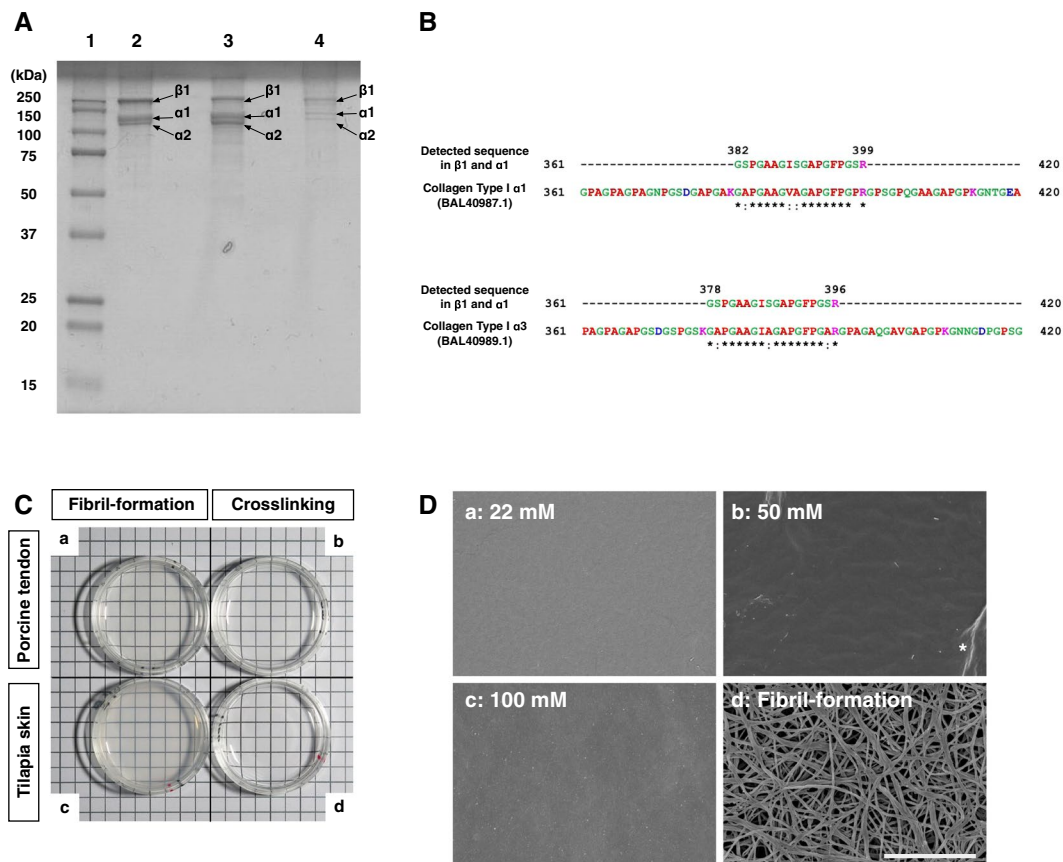 A
1 2 3 4
(kDa)
250
150
100
75
50
37
25
20
15
β1
α1
α2
β1
α1
α2
β1
α1
α2
B
382 399
Detected sequence
in β1 and α1
361 ------------------- GSPGAAGISGAPGFPGSR ------------------- 420
Collagen Type I α1
(BAL40987.1)
361 GPAGPAGPAGNPGSDGAPGAKGAPGAAGVAGAPGFPGPRGPSGPQGAAGAPGPKGNTGEA 420
*:*****::******* *
378 396
Detected sequence
in β1 and α1
361 ----------------- GSPGAAGISGAPGFPGSR ------------------------- 420
Collagen Type I α3
(BAL40989.1)
361 PAGPAGAPGSDGSPGSKGAPGAAGIAGAPGFPGARGPAGAQGAVGAPGPKGNNGDPGPSG 420
*:******:*******:*
C
Fibril-formation Crosslinking
Porcine tendon
Tilapia skin
a
b
c
d
D
a: 22 mM
b: 50 mM
*
c: 100 mM
d: Fibril-formation